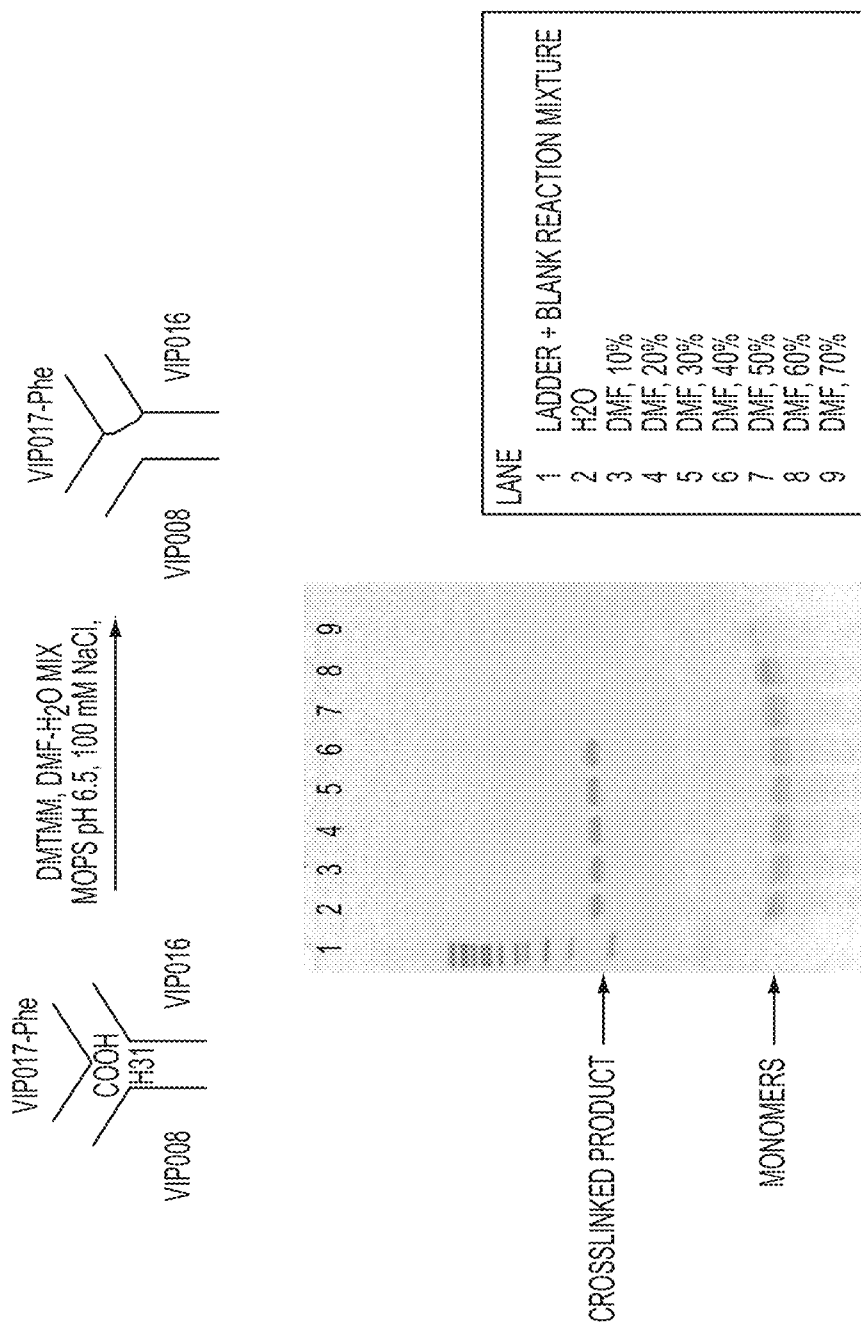 VIP017-Phe
COOH
H31
VIP008
VIP016
DMTMM, DMF-H2O MIX
MOPS pH 6.5, 100 mM NaCl,
VIP017-Phe
VIP008
VIP016
1 2 3 4 5 6 7 8 9
CROSSLINKED PRODUCT
MONOMERS
LANE
1 LADDER + BLANK REACTION MIXTURE
2 H2O
3 DMF, 10%
4 DMF, 20%
5 DMF, 30%
6 DMF, 40%
7 DMF, 50%
8 DMF, 60%
9 DMF, 70%